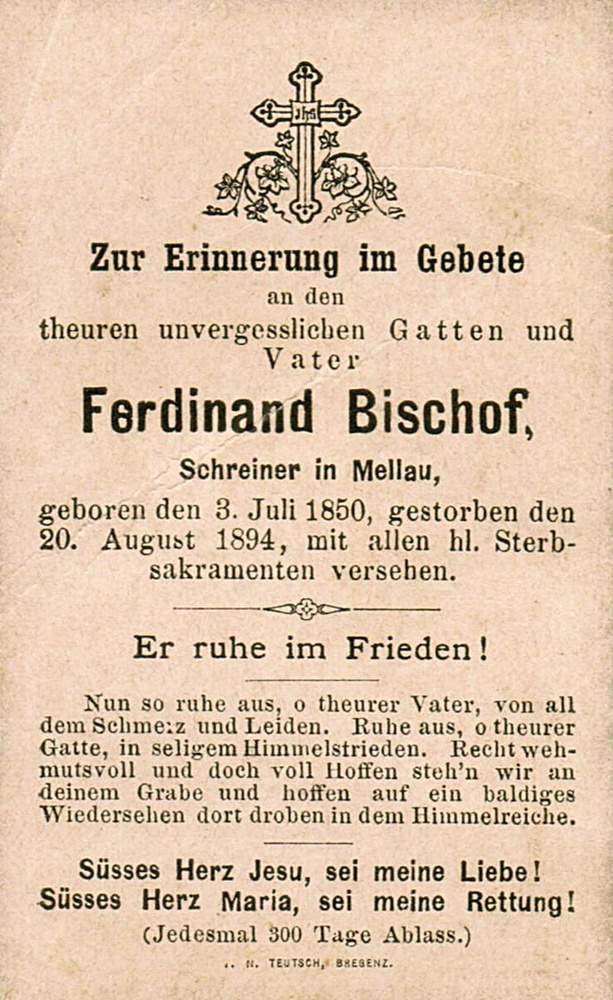 Jhs
Zur Erinnerung im Gebete
an den
theuren unvergesslichen Gatten und
Vater
Ferdinand Bischof,
Schreiner in Mellau,
geboren den 3. Juli 1850, gestorben den
20. August 1894, mit allen hl. Sterb-
sakramenten versehen.
Er ruhe im Frieden!
Nun so ruhe aus, o theurer Vater, von all
dem Schmerz und Leiden. Ruhe aus, o theurer
Gatte, in seligem Himmelsfrieden. Recht weh-
mutsvoll und doch voll Hoffen steh'n wir an
deinem Grabe und hoffen auf ein baldiges
Wiedersehen dort droben in dem Himmelreiche.
Süsses Herz Jesu, sei meine Liebe!
Süsses Herz Maria, sei meine Rettung!
(Jedesmal 300 Tage Ablass.)
N. TEUTSCH, BREGENZ.